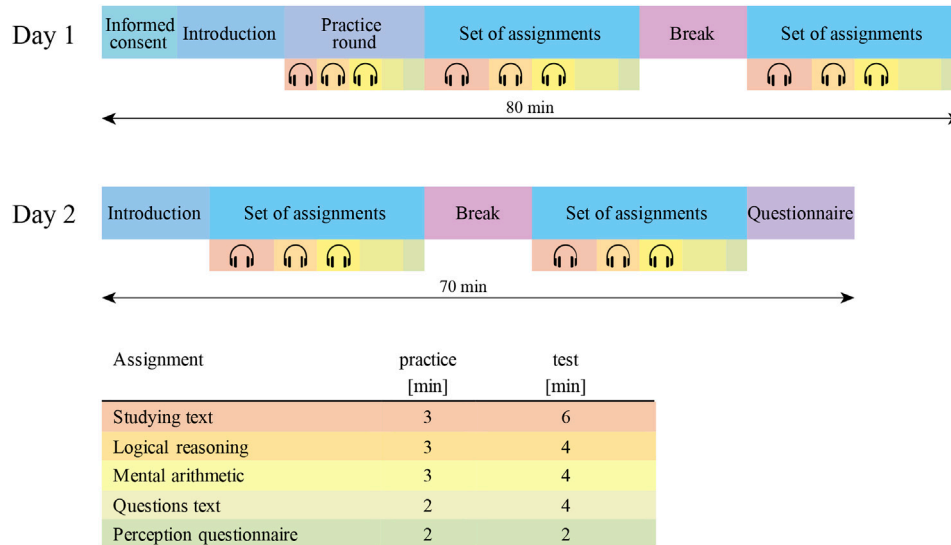 Day 1
Informed consent
Introduction
Practice round
Set of assignments
Break
Set of assignments
80 min
Day 2
Introduction
Set of assignments
Break
Set of assignments
Questionnaire
70 min
Assignment practice test
[min] [min]
Studying text 3 6
Logical reasoning 3 4
Mental arithmetic 3 4
Questions text 2 4
Perception questionnaire 2 2